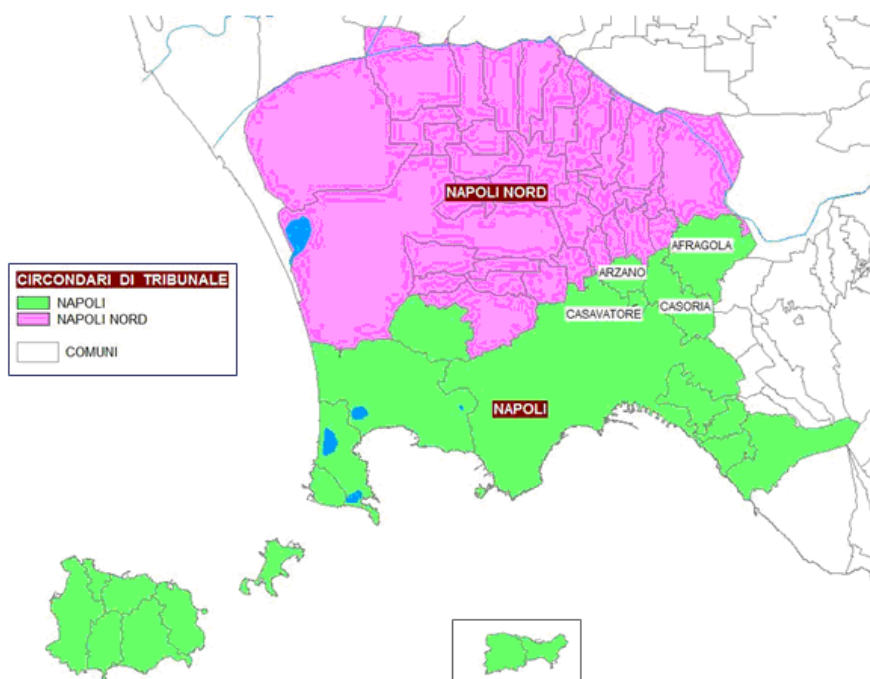 NAPOLI NORD
AFRAGOLA
ARZANO
CASAVATORE
CASORIA
CIRCONDARI DI TRIBUNALE
NAPOLI
NAPOLI NORD
COMUNI
NAPOLI